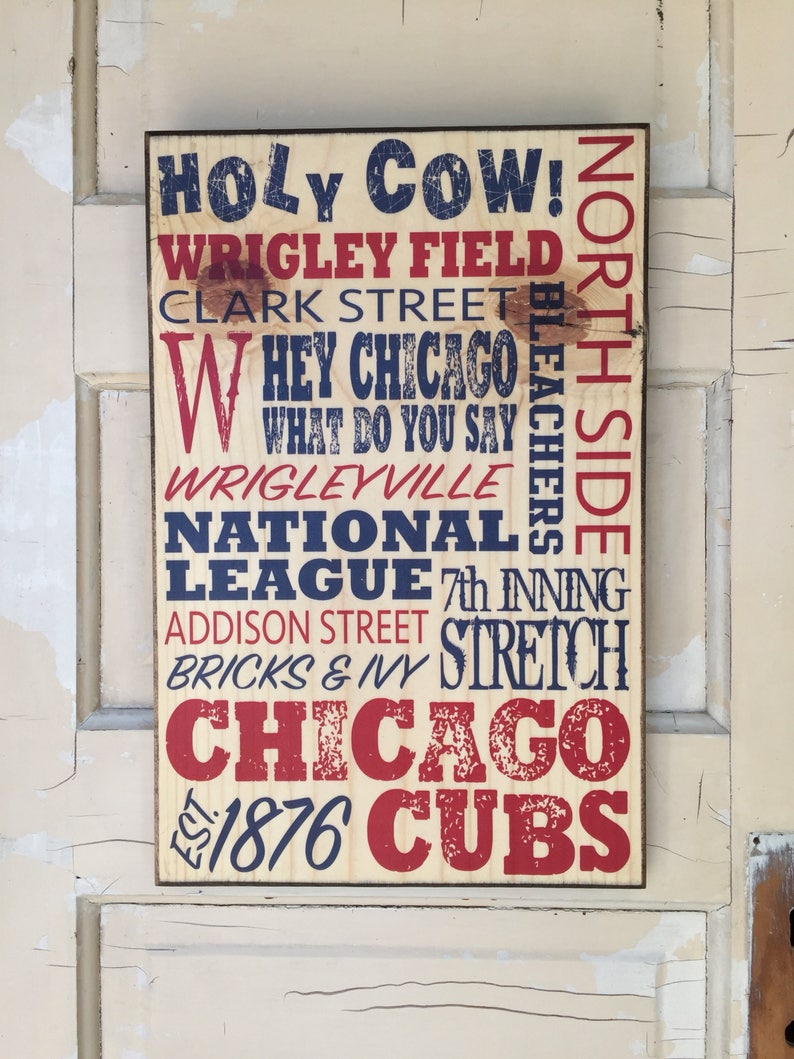 HOLY COW!
NORTH SIDE
WRIGLEY FIELD
CLARK STREET
BLEACHERS
W
HEY CHICAGO
WHAT DO YOU SAY
WRIGLEYVILLE
NATIONAL
LEAGUE
7th INNING
STRETCH
ADDISON STREET
BRICKS & IVY
CHICAGO
EST. 1876
CUBS